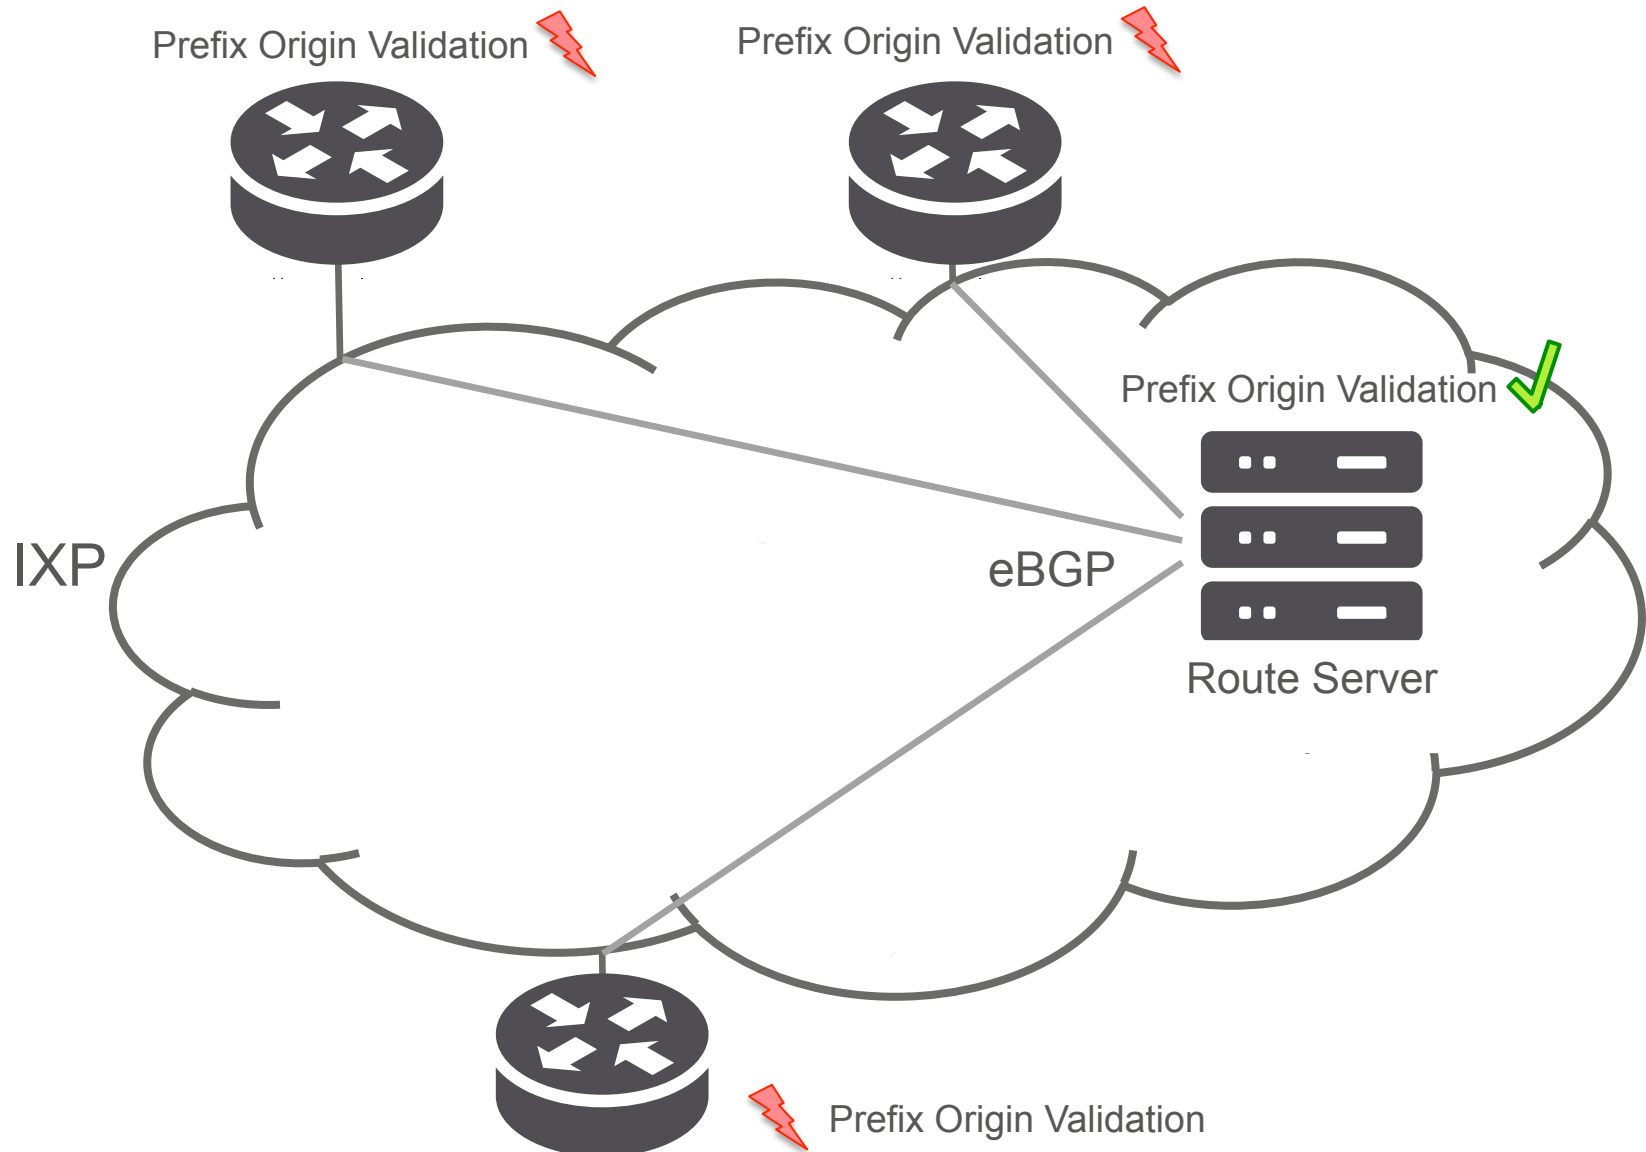 Prefix Origin Validation
Prefix Origin Validation
Prefix Origin Validation
IXP
eBGP
Route Server
Prefix Origin Validation